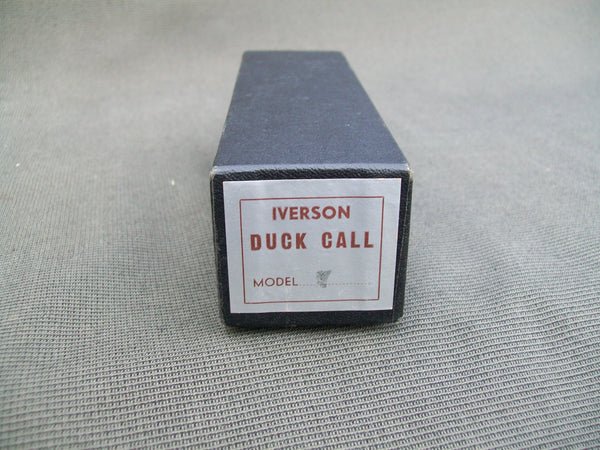 IVERSON
DUCK CALL
MODEL....................